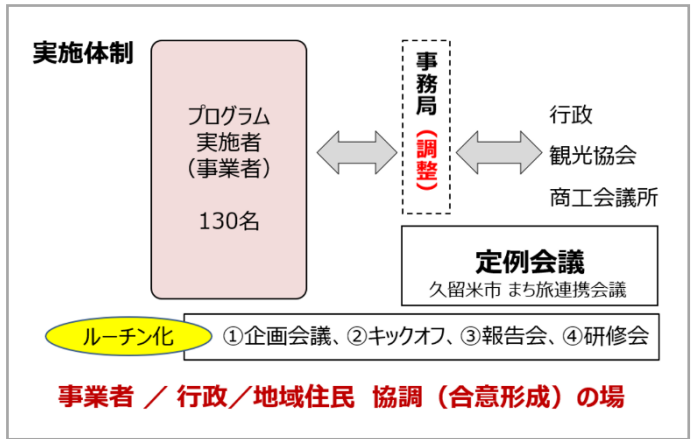 実施体制
プログラム
実施者
（事業者）
130名
事務局（調整）
行政
観光協会
商工会議所
定例会議
久留米市 まち旅連携会議
ルーチン化
①企画会議、②キックオフ、③報告会、④研修会
事業者 ／ 行政／地域住民 協調（合意形成）の場